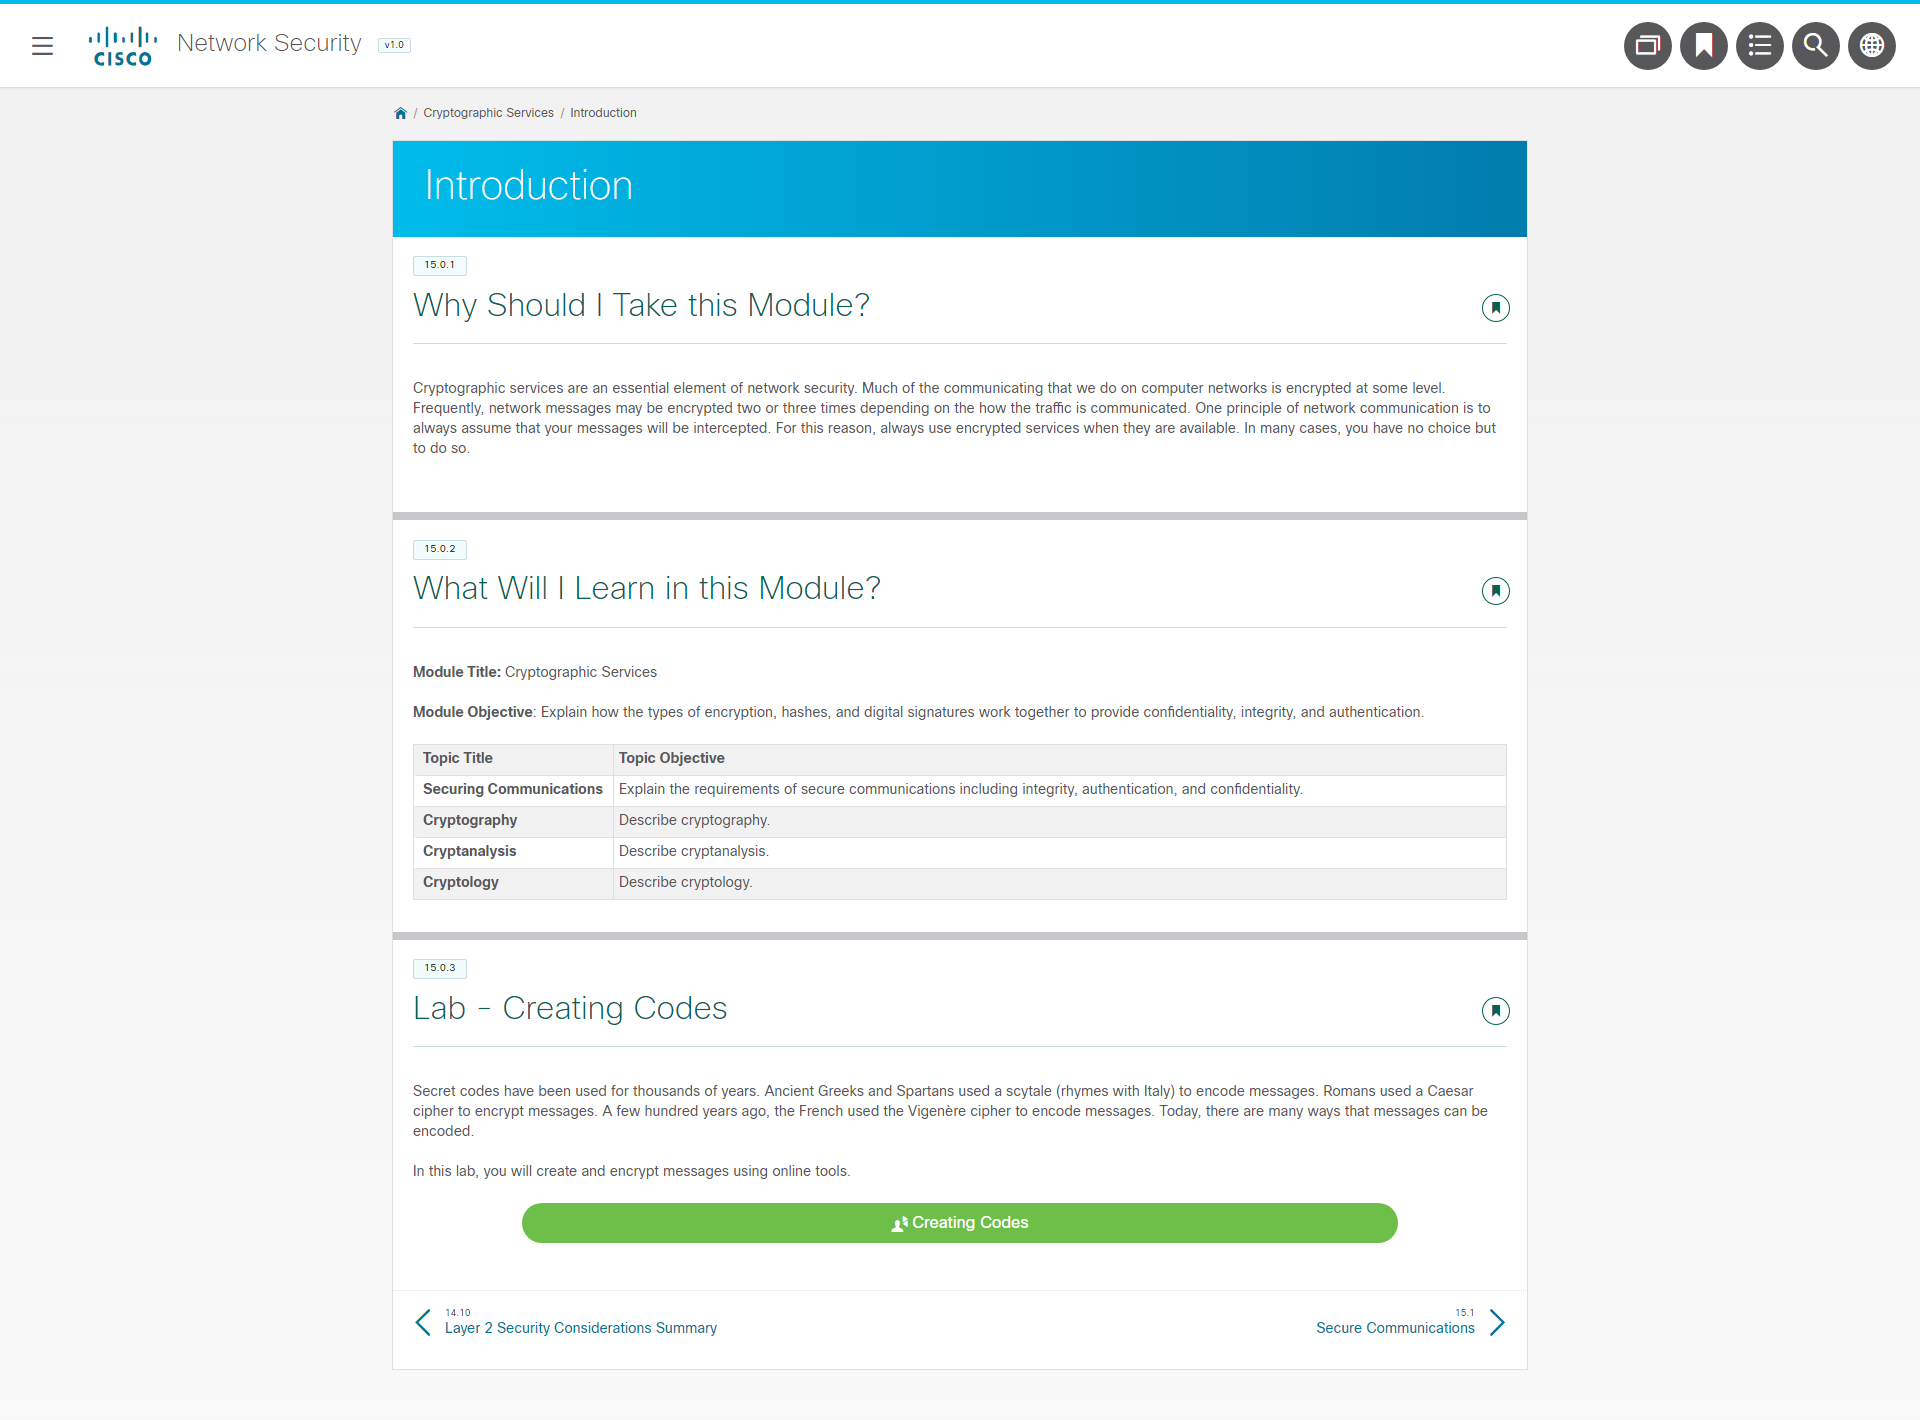 CISCO
Network Security
v1.0
/ Cryptographic Services / Introduction
Introduction
15.0.1
Why Should I Take this Module?
Cryptographic services are an essential element of network security. Much of the communicating that we do on computer networks is encrypted at some level.
Frequently, network messages may be encrypted two or three times depending on the how the traffic is communicated. One principle of network communication is to
always assume that your messages will be intercepted. For this reason, always use encrypted services when they are available. In many cases, you have no choice but
to do so.
15.0.2
What Will I Learn in this Module?
Module Title: Cryptographic Services
Module Objective: Explain how the types of encryption, hashes, and digital signatures work together to provide confidentiality, integrity, and authentication.
Topic Title Topic Objective
Securing Communications Explain the requirements of secure communications including integrity, authentication, and confidentiality.
Cryptography Describe cryptography.
Cryptanalysis Describe cryptanalysis.
Cryptology Describe cryptology.
15.0.3
Lab - Creating Codes
Secret codes have been used for thousands of years. Ancient Greeks and Spartans used a scytale (rhymes with Italy) to encode messages. Romans used a Caesar
cipher to encrypt messages. A few hundred years ago, the French used the Vigenère cipher to encode messages. Today, there are many ways that messages can be
encoded.
In this lab, you will create and encrypt messages using online tools.
Creating Codes
14.10
Layer 2 Security Considerations Summary
15.1
Secure Communications